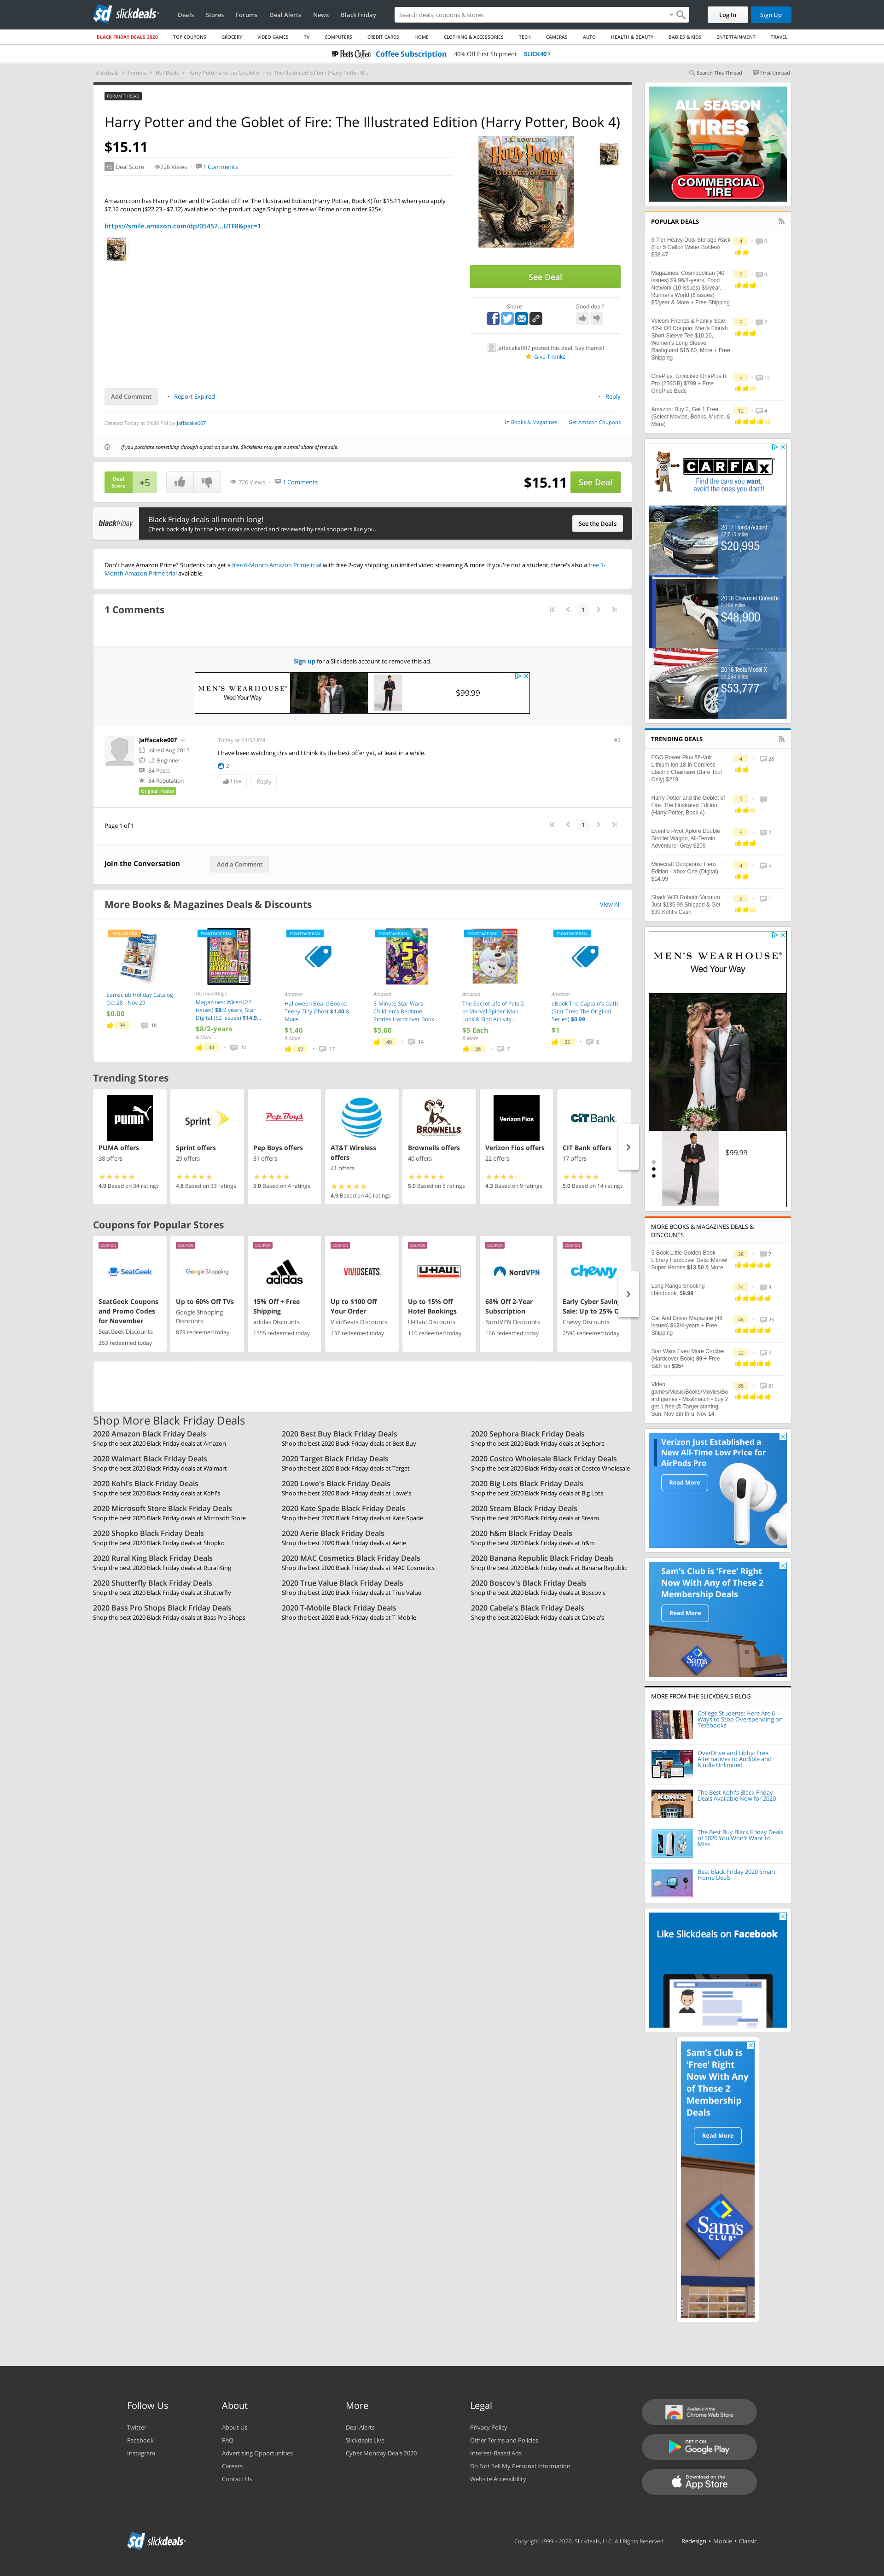 slickdeals
Deals Stores Forums Deal Alerts News Black Friday
Search deals, coupons & stores
Log In Sign Up
BLACK FRIDAY DEALS 2020 TOP COUPONS GROCERY VIDEO GAMES TV COMPUTERS CREDIT CARDS HOME CLOTHING & ACCESSORIES TECH CAMERAS AUTO HEALTH & BEAUTY BABIES & KIDS ENTERTAINMENT TRAVEL
Peet's Coffee Coffee Subscription 40% Off First Shipment SLICK40 >
Slickdeals > Forums > Hot Deals > Harry Potter and the Goblet of Fire: The Illustrated Edition (Harry Potter, B...
Search This Thread First Unread
FORUM THREAD
Harry Potter and the Goblet of Fire: The Illustrated Edition (Harry Potter, Book 4)
$15.11
+5 Deal Score 726 Views 1 Comments
Amazon.com has Harry Potter and the Goblet of Fire: The Illustrated Edition (Harry Potter, Book 4) for $15.11 when you apply
$7.12 coupon ($22.23 - $7.12) available on the product page.Shipping is free w/ Prime or on order $25+.
https://smile.amazon.com/dp/05457...UTF8&psc=1
J.K. ROWLING
Harry Potter
GOBLET OF FIRE
See Deal
Share Good deal?
Jaffacake007 posted this deal. Say thanks!
Give Thanks
Add Comment Report Expired Reply
Created Today at 04:38 PM by Jaffacake007
in Books & Magazines Get Amazon Coupons
If you purchase something through a post on our site, Slickdeals may get a small share of the sale.
Deal
Score +5
726 Views 1 Comments
$15.11 See Deal
blackfriday
Black Friday deals all month long!
Check back daily for the best deals as voted and reviewed by real shoppers like you.
See the Deals
Don't have Amazon Prime? Students can get a free 6-Month Amazon Prime trial with free 2-day shipping, unlimited video streaming & more. If you're not a student, there's also a free 1-
Month Amazon Prime trial available.
1 Comments
1
Sign up for a Slickdeals account to remove this ad.
MEN'S WEARHOUSE
Wed Your Way
$99.99
Jaffacake007
Joined Aug 2015
L2: Beginner
84 Posts
34 Reputation
Original Poster
Today at 04:53 PM #2
I have been watching this and I think its the best offer yet, at least in a while.
2
Like Reply
Page 1 of 1
1
Join the Conversation Add a Comment
More Books & Magazines Deals & Discounts View All
POPULAR DEAL
Samsclub Holiday Catalog
Oct 28 - Nov 29
$0.00
39 18
FRONTPAGE DEAL
DiscountMags
Magazines: Wired (22
issues) $8/2 years, Star
Digital (52 issues) $14.9...
$8/2-years
& More
44 24
FRONTPAGE DEAL
Amazon
Halloween Board Books:
Teeny Tiny Ghost $1.40 &
More
$1.40
& More
59 17
FRONTPAGE DEAL
Amazon
5-Minute Star Wars
Children's Bedtime
Stories Hardcover Book...
$5.60
40 14
FRONTPAGE DEAL
Amazon
The Secret Life of Pets 2
or Marvel Spider-Man
Look & Find Activity...
$5 Each
& More
36 7
FRONTPAGE DEAL
Amazon
eBook The Captain's Oath
(Star Trek: The Original
Series) $0.99
$1
35 6
Trending Stores
PUMA
PUMA offers
38 offers
4.9 Based on 34 ratings
Sprint
Sprint offers
29 offers
4.8 Based on 33 ratings
Pep Boys
Pep Boys offers
31 offers
5.0 Based on 4 ratings
AT&T Wireless
offers
41 offers
4.9 Based on 40 ratings
BROWNELLS
Brownells offers
40 offers
5.0 Based on 3 ratings
Verizon Fios
Verizon Fios offers
22 offers
4.3 Based on 9 ratings
CIT Bank
CIT Bank offers
17 offers
5.0 Based on 14 ratings
Coupons for Popular Stores
COUPON
SeatGeek
SeatGeek Coupons
and Promo Codes
for November
SeatGeek Discounts
253 redeemed today
COUPON
Google Shopping
Up to 60% Off TVs
Google Shopping
Discounts
879 redeemed today
COUPON
adidas
15% Off + Free
Shipping
adidas Discounts
1355 redeemed today
COUPON
VIVIDSEATS
Up to $100 Off
Your Order
VividSeats Discounts
137 redeemed today
COUPON
U-HAUL
Up to 15% Off
Hotel Bookings
U-Haul Discounts
110 redeemed today
COUPON
NordVPN
68% Off 2-Year
Subscription
NordVPN Discounts
166 redeemed today
COUPON
chewy
Early Cyber Saving
Sale: Up to 25% O
Chewy Discounts
2596 redeemed today
Shop More Black Friday Deals
2020 Amazon Black Friday Deals
Shop the best 2020 Black Friday deals at Amazon
2020 Best Buy Black Friday Deals
Shop the best 2020 Black Friday deals at Best Buy
2020 Sephora Black Friday Deals
Shop the best 2020 Black Friday deals at Sephora
2020 Walmart Black Friday Deals
Shop the best 2020 Black Friday deals at Walmart
2020 Target Black Friday Deals
Shop the best 2020 Black Friday deals at Target
2020 Costco Wholesale Black Friday Deals
Shop the best 2020 Black Friday deals at Costco Wholesale
2020 Kohl's Black Friday Deals
Shop the best 2020 Black Friday deals at Kohl's
2020 Lowe's Black Friday Deals
Shop the best 2020 Black Friday deals at Lowe's
2020 Big Lots Black Friday Deals
Shop the best 2020 Black Friday deals at Big Lots
2020 Microsoft Store Black Friday Deals
Shop the best 2020 Black Friday deals at Microsoft Store
2020 Kate Spade Black Friday Deals
Shop the best 2020 Black Friday deals at Kate Spade
2020 Steam Black Friday Deals
Shop the best 2020 Black Friday deals at Steam
2020 Shopko Black Friday Deals
Shop the best 2020 Black Friday deals at Shopko
2020 Aerie Black Friday Deals
Shop the best 2020 Black Friday deals at Aerie
2020 h&m Black Friday Deals
Shop the best 2020 Black Friday deals at h&m
2020 Rural King Black Friday Deals
Shop the best 2020 Black Friday deals at Rural King
2020 MAC Cosmetics Black Friday Deals
Shop the best 2020 Black Friday deals at MAC Cosmetics
2020 Banana Republic Black Friday Deals
Shop the best 2020 Black Friday deals at Banana Republic
2020 Shutterfly Black Friday Deals
Shop the best 2020 Black Friday deals at Shutterfly
2020 True Value Black Friday Deals
Shop the best 2020 Black Friday deals at True Value
2020 Boscov's Black Friday Deals
Shop the best 2020 Black Friday deals at Boscov's
2020 Bass Pro Shops Black Friday Deals
Shop the best 2020 Black Friday deals at Bass Pro Shops
2020 T-Mobile Black Friday Deals
Shop the best 2020 Black Friday deals at T-Mobile
2020 Cabela's Black Friday Deals
Shop the best 2020 Black Friday deals at Cabela's
ALL SEASON
TIRES
COMMERCIAL
TIRE
POPULAR DEALS
5-Tier Heavy Duty Storage Rack
(For 5 Gallon Water Bottles)
$38.47
4 0
Magazines: Cosmopolitan (40
issues) $9.96/4-years, Food
Network (10 issues) $6/year,
Runner's World (6 issues)
$5/year & More + Free Shipping
7 0
Volcom Friends & Family Sale:
40% Off Coupon: Men's Florish
Short Sleeve Tee $10.20,
Women's Long Sleeve
Rashguard $15.60, More + Free
Shipping
6 2
OnePlus: Unlocked OnePlus 8
Pro (256GB) $799 + Free
OnePlus Buds
5 12
Amazon: Buy 2, Get 1 Free
(Select Movies, Books, Music, &
More)
12 4
CARFAX
Find the cars you want,
avoid the ones you don't!
2017 Honda Accord
$20,995
2016 Chevrolet Corvette
$48,900
2016 Tesla Model X
$53,777
TRENDING DEALS
EGO Power Plus 56-Volt
Lithium Ion 18-in Cordless
Electric Chainsaw (Bare Tool
Only) $219
4 28
Harry Potter and the Goblet of
Fire: The Illustrated Edition
(Harry Potter, Book 4)
5 1
Evenflo Pivot Xplore Double
Stroller Wagon, All-Terrain,
Adventurer Gray $209
6 2
Minecraft Dungeons: Hero
Edition - Xbox One (Digital)
$14.99
4 5
Shark WiFi Robotic Vacuum
Just $135.99 Shipped & Get
$30 Kohl's Cash
5 1
MEN'S WEARHOUSE
Wed Your Way
$99.99
MORE BOOKS & MAGAZINES DEALS &
DISCOUNTS
5-Book Little Golden Book
Library Hardcover Sets: Marvel
Super Heroes $13.50 & More
28 7
Long Range Shooting
Handbook. $9.99
24 3
Car And Driver Magazine (48
issues) $12/4-years + Free
Shipping
46 25
Star Wars Even More Crochet
(Hardcover Book) $9 + Free
S&H on $35+
22 7
Video
games/Music/Books/Movies/Bo
ard games - Mix&match - buy 2
get 1 free @ Target starting
Sun, Nov 8th thru' Nov 14
85 61
Verizon Just Established a
New All-Time Low Price for
AirPods Pro
Read More
Sam's Club is 'Free' Right
Now With Any of These 2
Membership Deals
Read More
Sam's
MORE FROM THE SLICKDEALS BLOG
College Students: Here Are 6
Ways to Stop Overspending on
Textbooks
OverDrive and Libby: Free
Alternatives to Audible and
Kindle Unlimited
KOHL'S
The Best Kohl's Black Friday
Deals Available Now for 2020
The Best Buy Black Friday Deals
of 2020 You Won't Want to
Miss
Best Black Friday 2020 Smart
Home Deals
Like Slickdeals on Facebook
Sam's Club is
'Free' Right
Now With Any
of These 2
Membership
Deals
Read More
Sam's
CLUB
Follow Us
Twitter
Facebook
Instagram
About
About Us
FAQ
Advertising Opportunities
Careers
Contact Us
More
Deal Alerts
Slickdeals Live
Cyber Monday Deals 2020
Legal
Privacy Policy
Other Terms and Policies
Interest-Based Ads
Do Not Sell My Personal Information
Website Accessibility
Available in the
Chrome Web Store
GET IT ON
Google Play
Download on the
App Store
slickdeals
Copyright 1999 - 2020. Slickdeals, LLC. All Rights Reserved. Redesign • Mobile • Classic